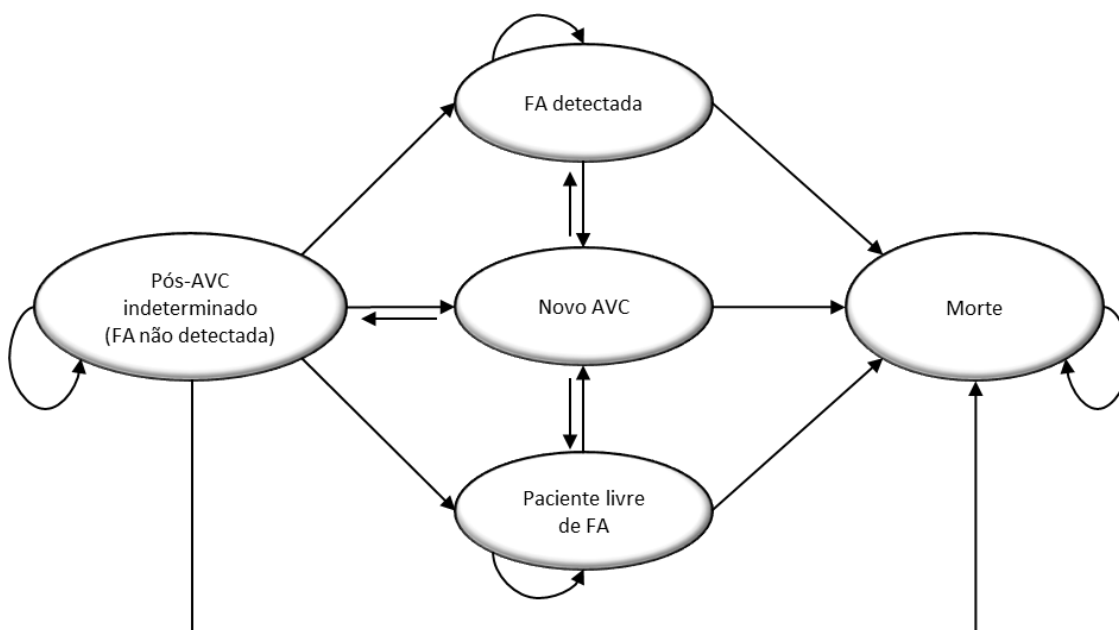 FA detectada
Pós-AVC
indeterminado
(FA não detectada)
Novo AVC
Morte
Paciente livre
de FA